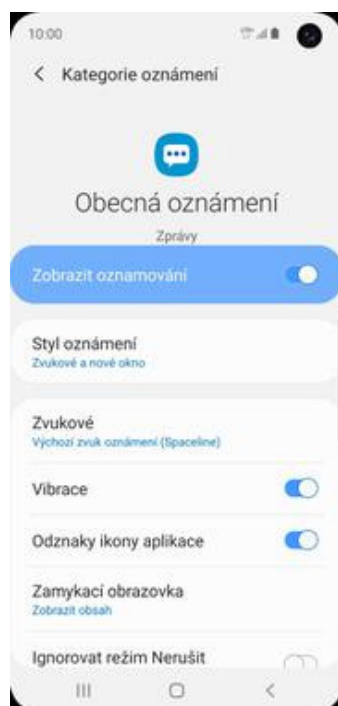 10:00
Kategorie oznámení
Obecná oznámení
Zprávy
Zobrazit oznamování
Styl oznámení
Zvukové a nové okno
Zvukové
Výchozí zvuk oznámení (Spaceline)
Vibrace
Odznaky ikony aplikace
Zamykací obrazovka
Zobrazit obsah
Ignorovat režim Nerušit